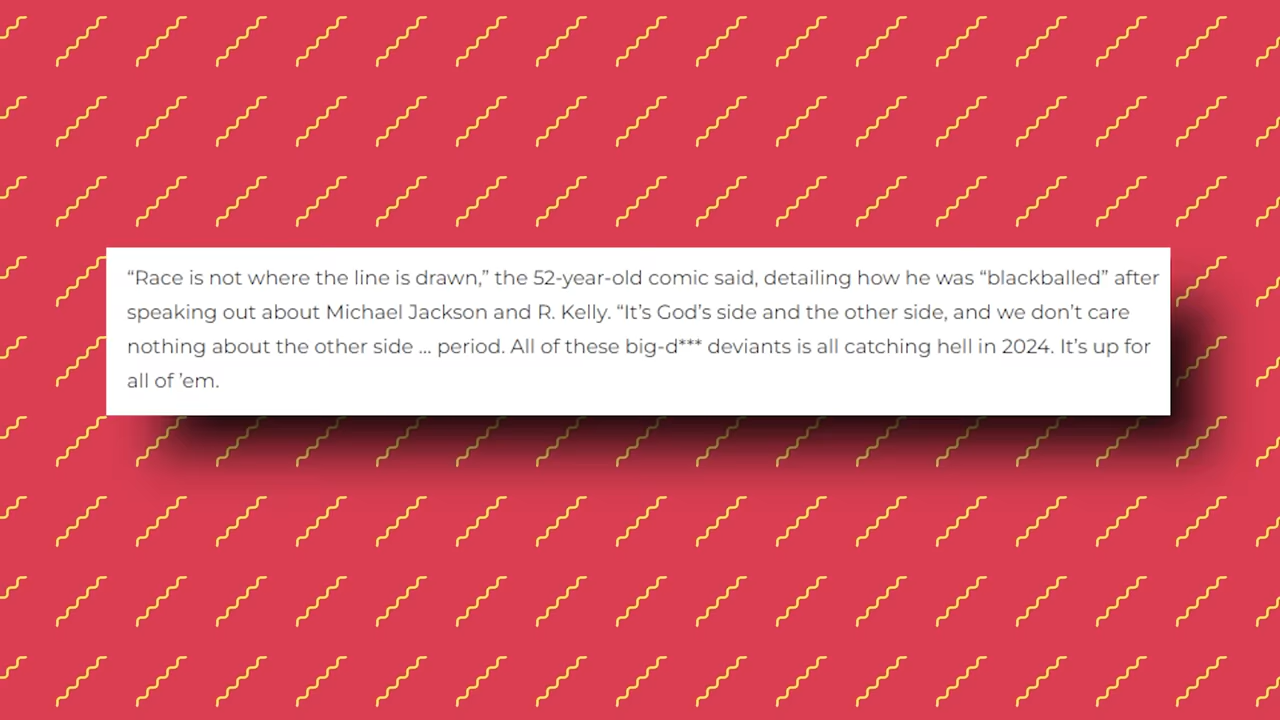 “Race is not where the line is drawn,” the 52-year-old comic said, detailing how he was “blackballed” after
speaking out about Michael Jackson and R. Kelly. “It’s God’s side and the other side, and we don’t care
nothing about the other side ... period. All of these big-d*** deviants is all catching hell in 2024. It’s up for
all of ’em.